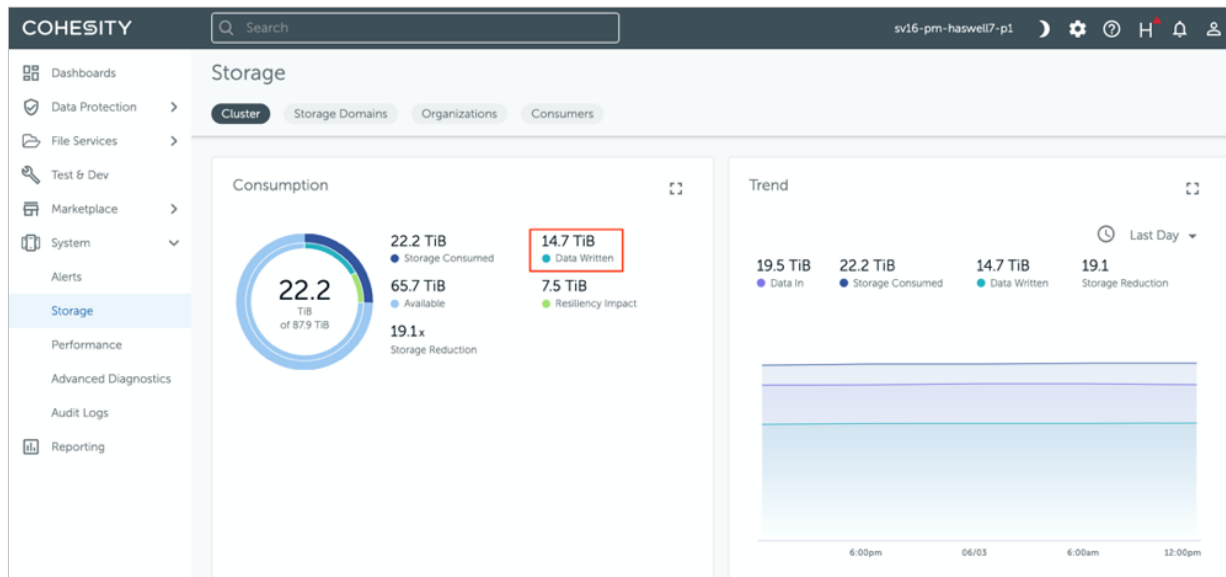 COHESITY
Search
sv16-pm-haswell7-p1
H
Dashboards
Data Protection
File Services
Test & Dev
Marketplace
System
Alerts
Storage
Performance
Advanced Diagnostics
Audit Logs
Reporting
Storage
Cluster Storage Domains Organizations Consumers
Consumption
22.2
TiB
of 87.9 TiB
22.2 TiB
Storage Consumed
14.7 TiB
Data Written
65.7 TiB
Available
7.5 TiB
Resiliency Impact
19.1x
Storage Reduction
Trend
Last Day
19.5 TiB
Data In
22.2 TiB
Storage Consumed
14.7 TiB
Data Written
19.1
Storage Reduction
6:00pm 06/03 6:00am 12:00pm